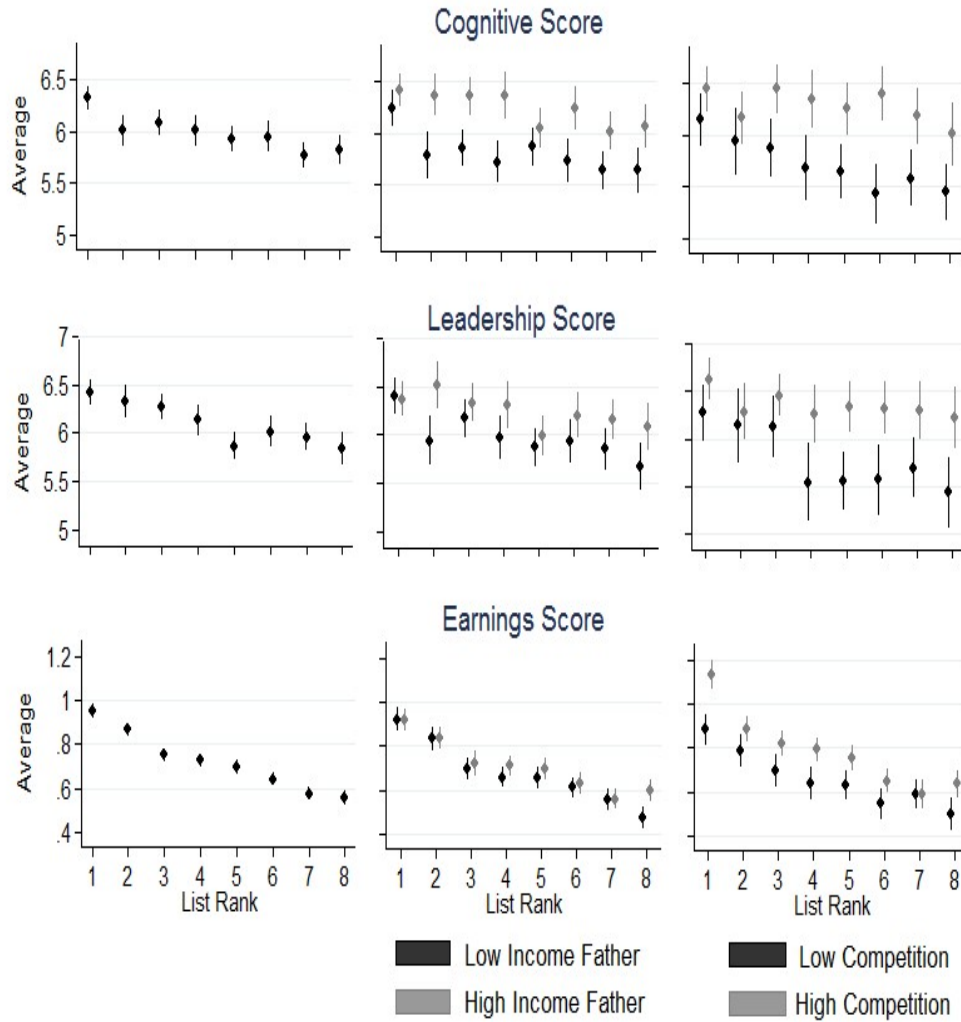 Cognitive Score
Average
6.5
6
5.5
5
Leadership Score
Average
7
6.5
6
5.5
5
Earnings Score
Average
1.2
1
.8
.6
.4
1 2 3 4 5 6 7 8
List Rank
1 2 3 4 5 6 7 8
List Rank
1 2 3 4 5 6 7 8
List Rank
Low Income Father
High Income Father
Low Competition
High Competition